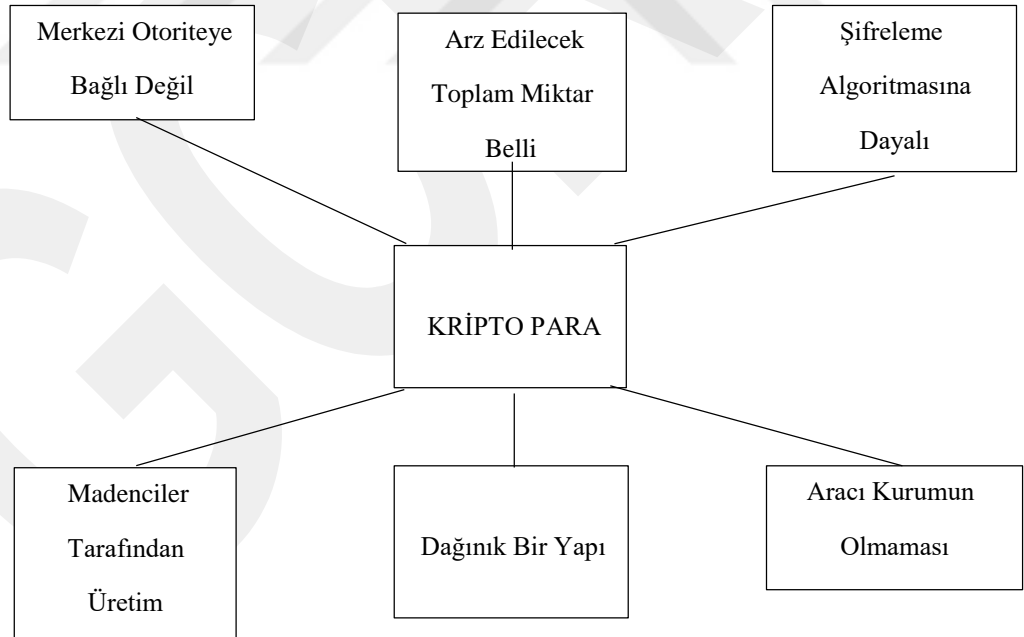 Merkezi Otoriteye
Bağlı Değil
Arz Edilecek
Toplam Miktar
Belli
Şifreleme
Algoritmasına
Dayalı
KRİPTO PARA
Madenciler
Tarafından
Üretim
Dağınık Bir Yapı
Aracı Kurumun
Olmaması